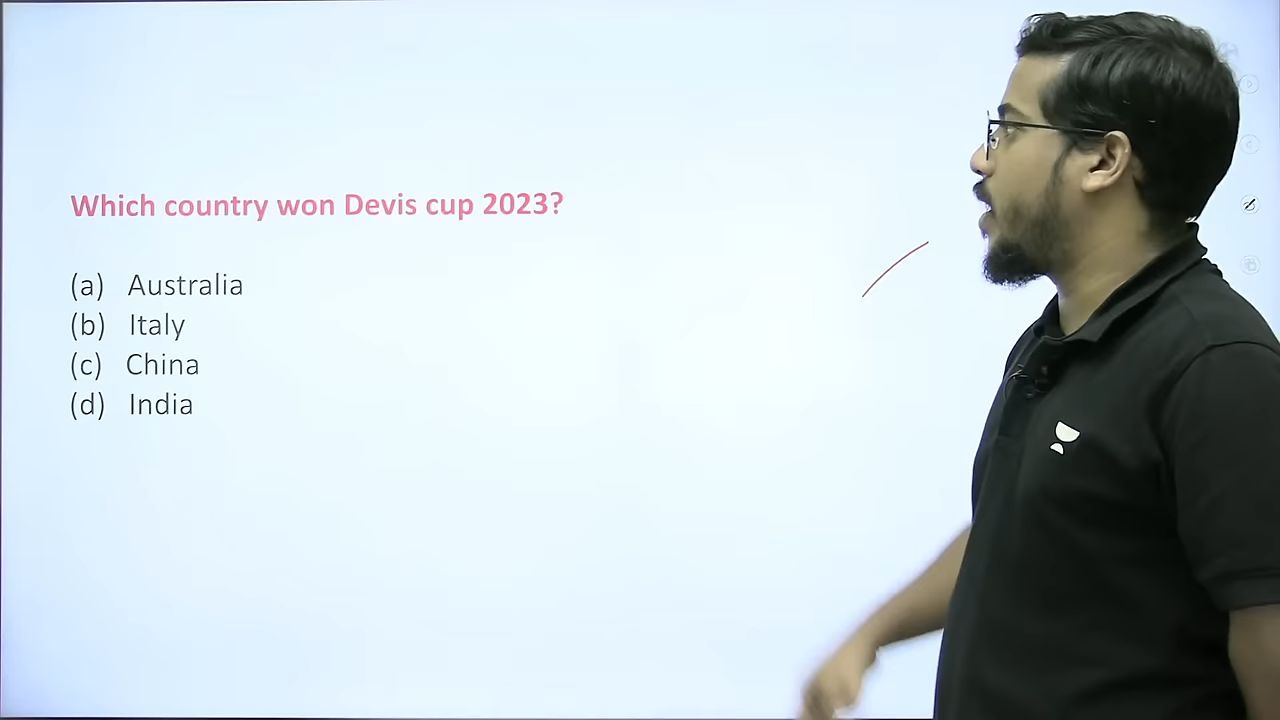 Which country won Devis cup 2023?
(a) Australia
(b) Italy
(c) China
(d) India